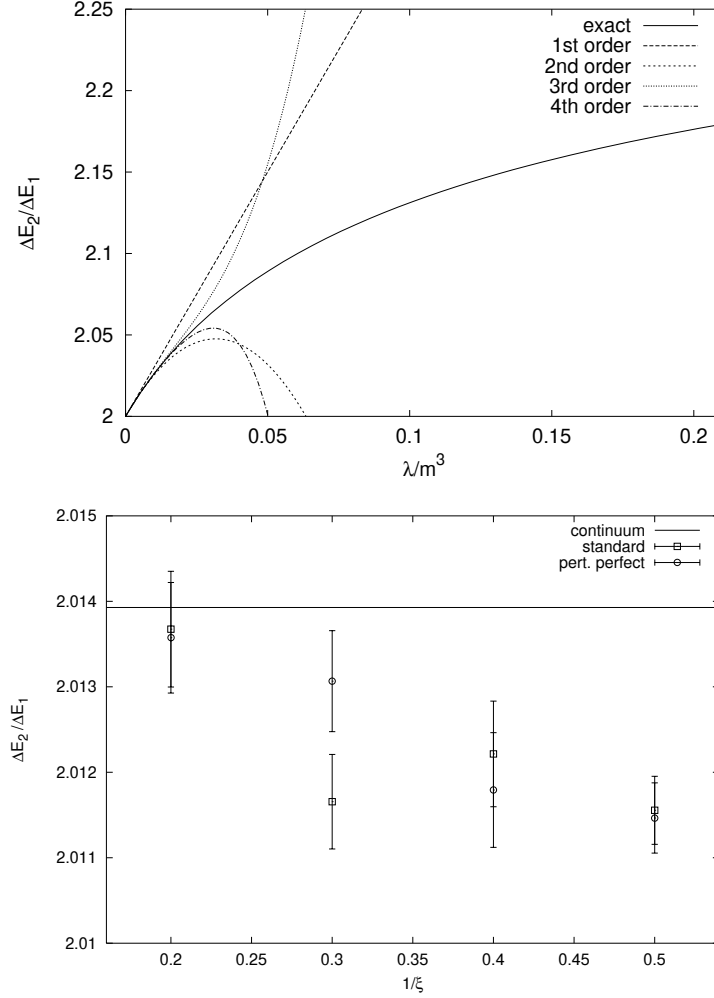 2.25
2.2
2.15
2.1
2.05
2
0
0.05
0.1
0.15
0.2
ΔE2/ΔE1
λ/m³
exact
1st order
2nd order
3rd order
4th order
2.015
2.014
2.013
2.012
2.011
2.01
0.2
0.25
0.3
0.35
0.4
0.45
0.5
ΔE2/ΔE1
1/ξ
continuum
standard
pert. perfect